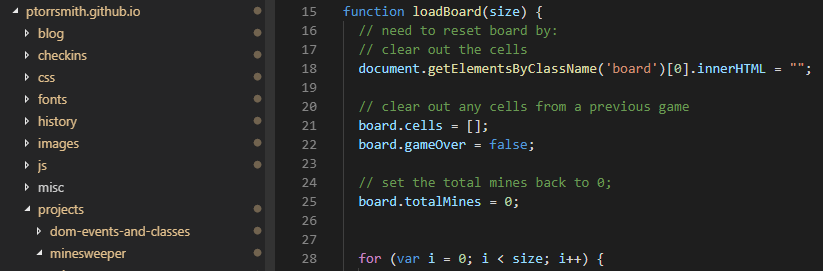 ptorrsmith.github.io
blog
checkins
css
fonts
history
images
js
misc
projects
dom-events-and-classes
minesweeper
15 function loadBoard(size) {
16 // need to reset board by:
17 // clear out the cells
18 document.getElementsByClassName('board')[0].innerHTML = "";
19
20 // clear out any cells from a previous game
21 board.cells = [];
22 board.gameOver = false;
23
24 // set the total mines back to 0;
25 board.totalMines = 0;
26
27
28 for (var i = 0; i < size; i++) {